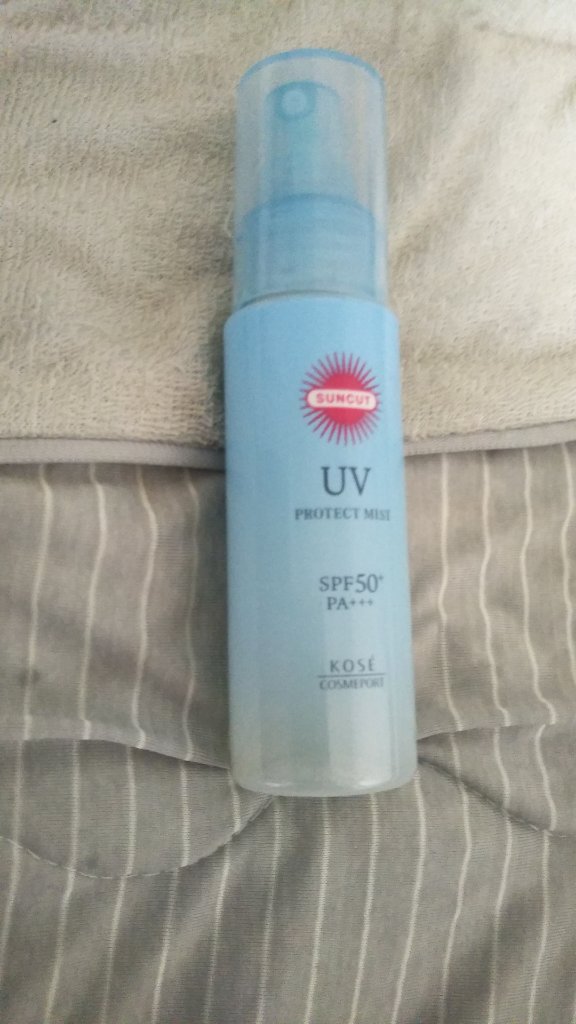 SUNCUT
UV
PROTECT MIST
SPF50+
PA+++
KOSÉ
COSMEPORT